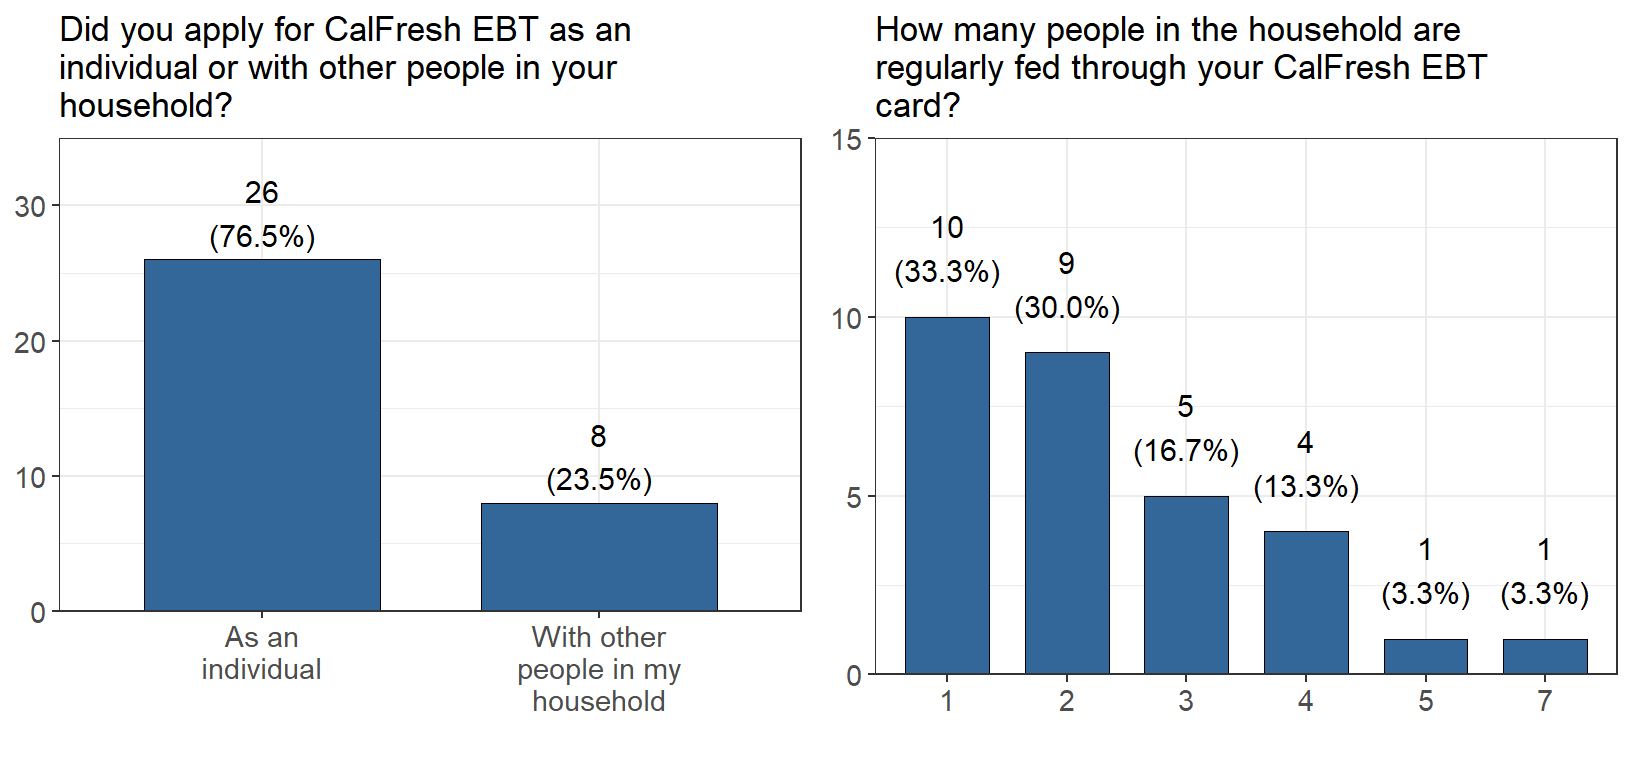 Did you apply for CalFresh EBT as an
individual or with other people in your
household?
30
20
10
0
26
(76.5%)
8
(23.5%)
As an
individual
With other
people in my
household
How many people in the household are
regularly fed through your CalFresh EBT
card?
15
10
5
0
10
(33.3%)
9
(30.0%)
5
(16.7%)
4
(13.3%)
1
(3.3%)
1
(3.3%)
1
2
3
4
5
7